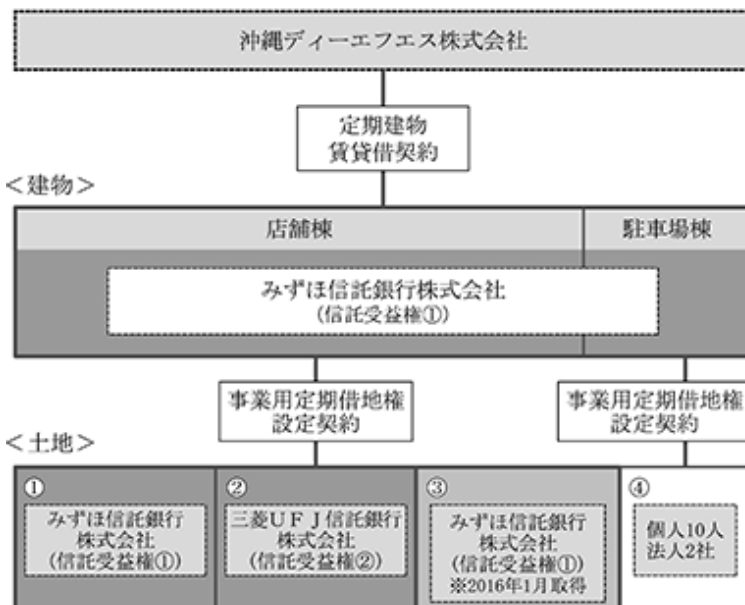 沖縄ディーエフエス株式会社
定期建物
賃貸借契約
＜建物＞
店舗棟
駐車場棟
みずほ信託銀行株式会社
(信託受益権①)
事業用定期借地権
設定契約
事業用定期借地権
設定契約
＜土地＞
①
みずほ信託銀行
株式会社
(信託受益権①)
②
三菱ＵＦＪ信託銀行
株式会社
(信託受益権②)
③
みずほ信託銀行
株式会社
(信託受益権①)
※2016年1月取得
④
個人10人
法人2社